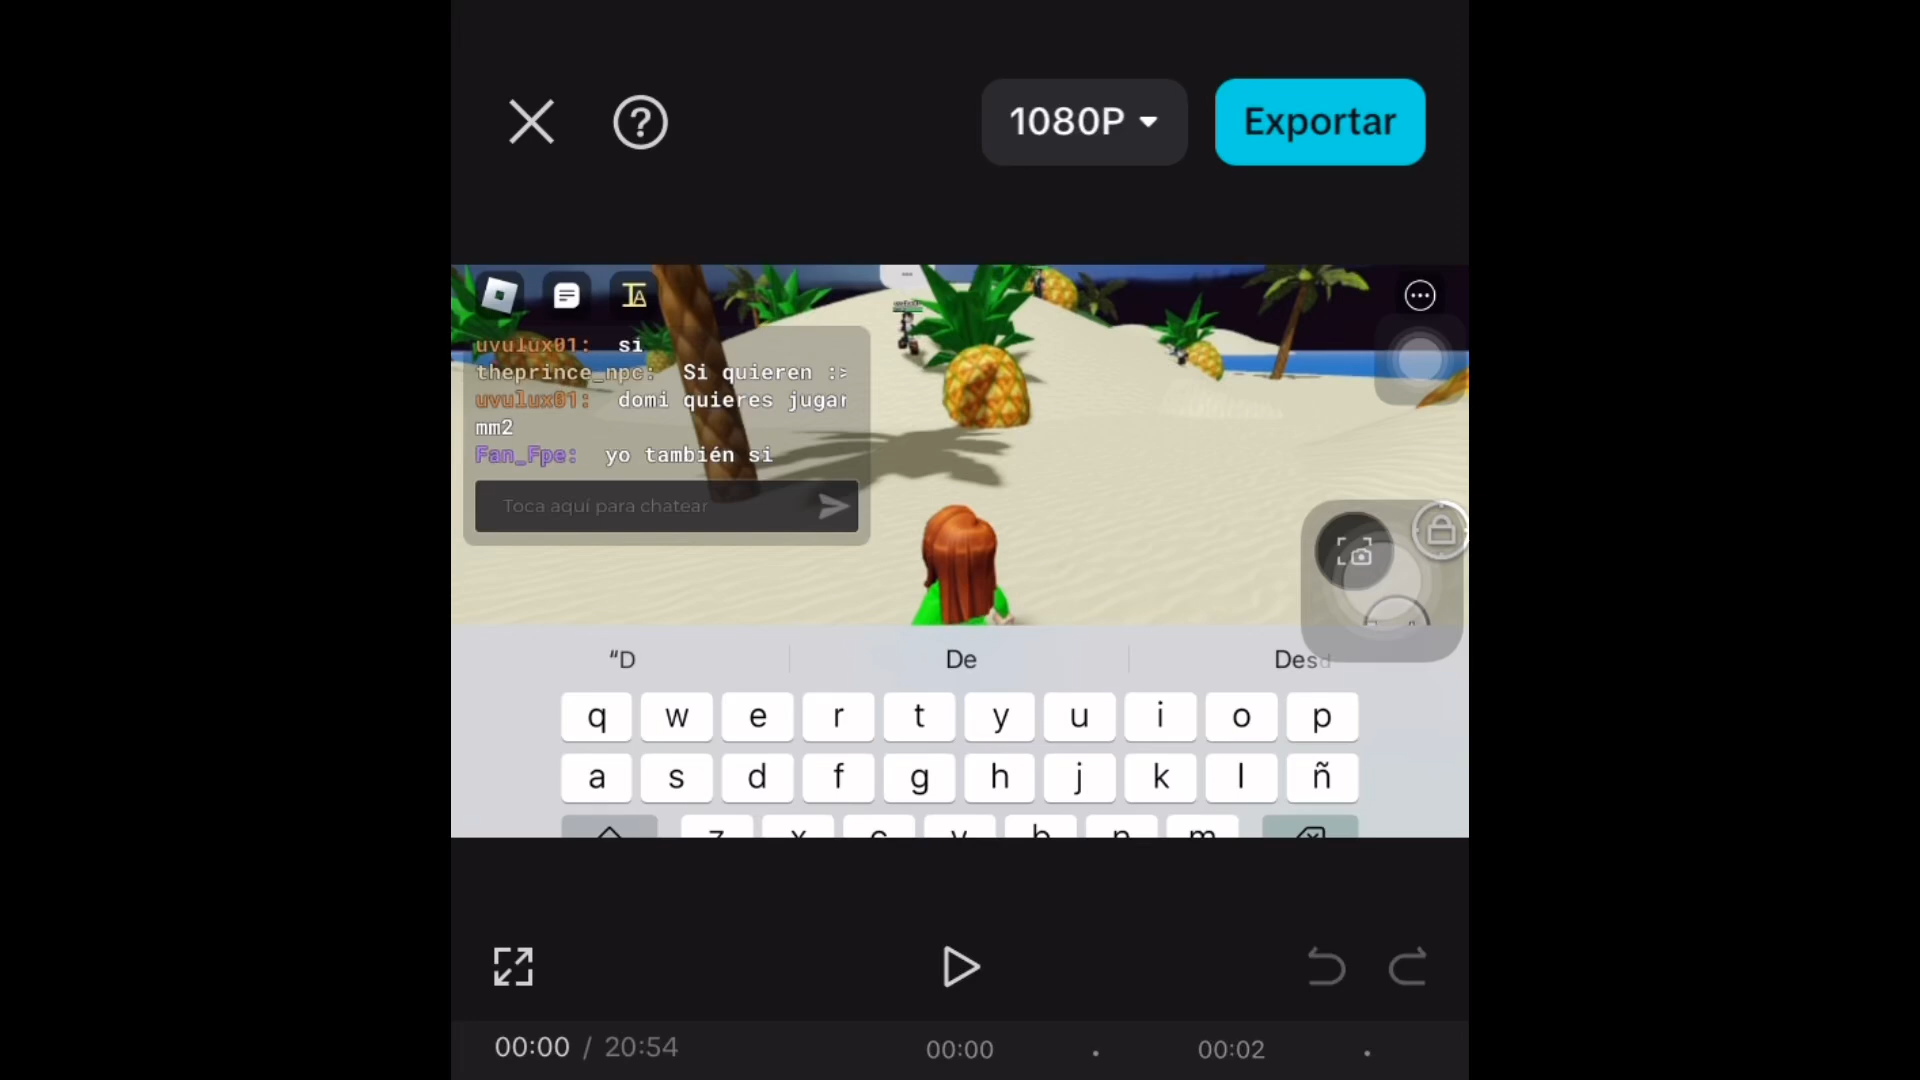 1080P
Exportar
uvulux01: si
theprince_npc: Si quieren :>
uvulux01: domi quieres jugar
mm2
Fan_Fpe: yo también si
Toca aquí para chatear
“D De Desd
q w e r t y u i o p
a s d f g h j k l ñ
z x c v b n m
00:00 / 20:54 00:00 00:02